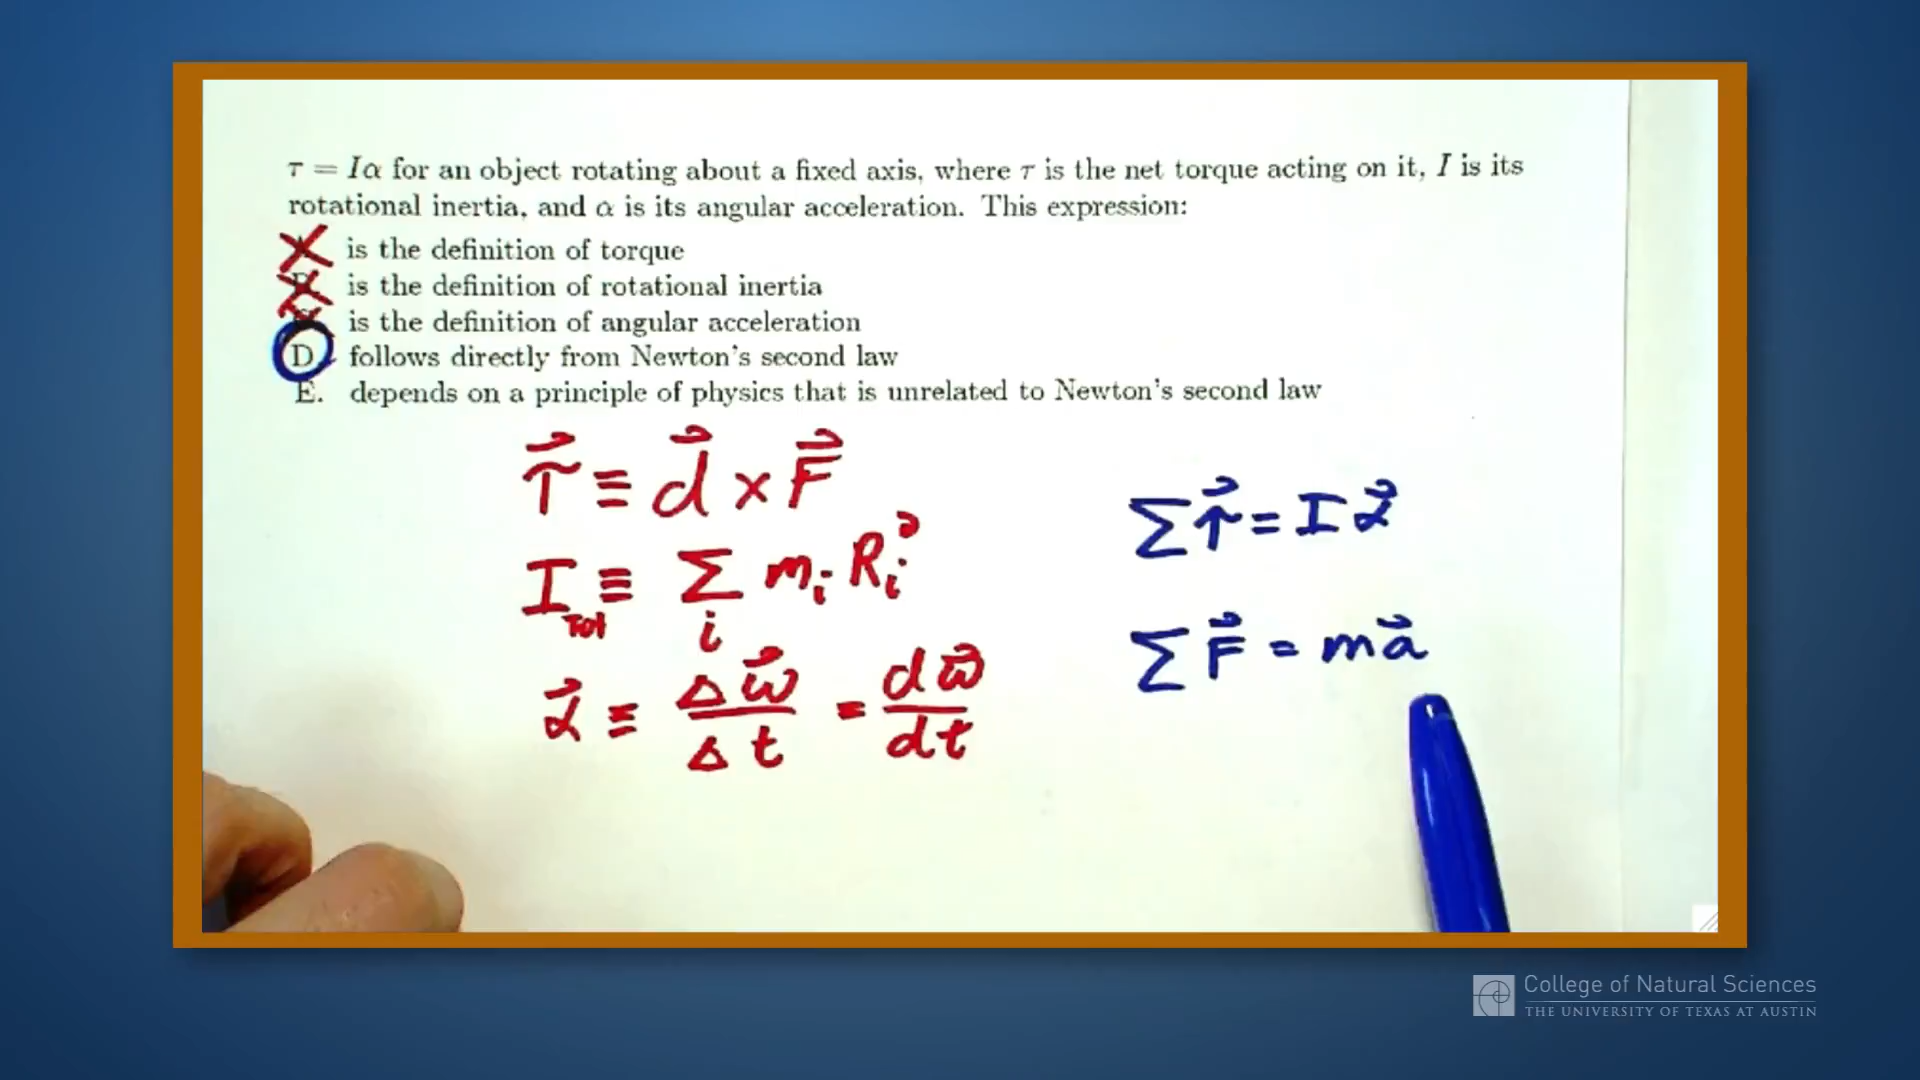 τ = Iα for an object rotating about a fixed axis, where τ is the net torque acting on it, I is its
rotational inertia, and α is its angular acceleration. This expression:
is the definition of torque
is the definition of rotational inertia
is the definition of angular acceleration
D. follows directly from Newton's second law
E. depends on a principle of physics that is unrelated to Newton's second law
τ⃗ ≡ d⃗ × F⃗
I_Tot ≡ Σ_i m_i R_i²
α⃗ ≡ Δω⃗/Δt = dω⃗/dt
Στ⃗ = Iα⃗
ΣF⃗ = ma⃗
College of Natural Sciences
THE UNIVERSITY OF TEXAS AT AUSTIN